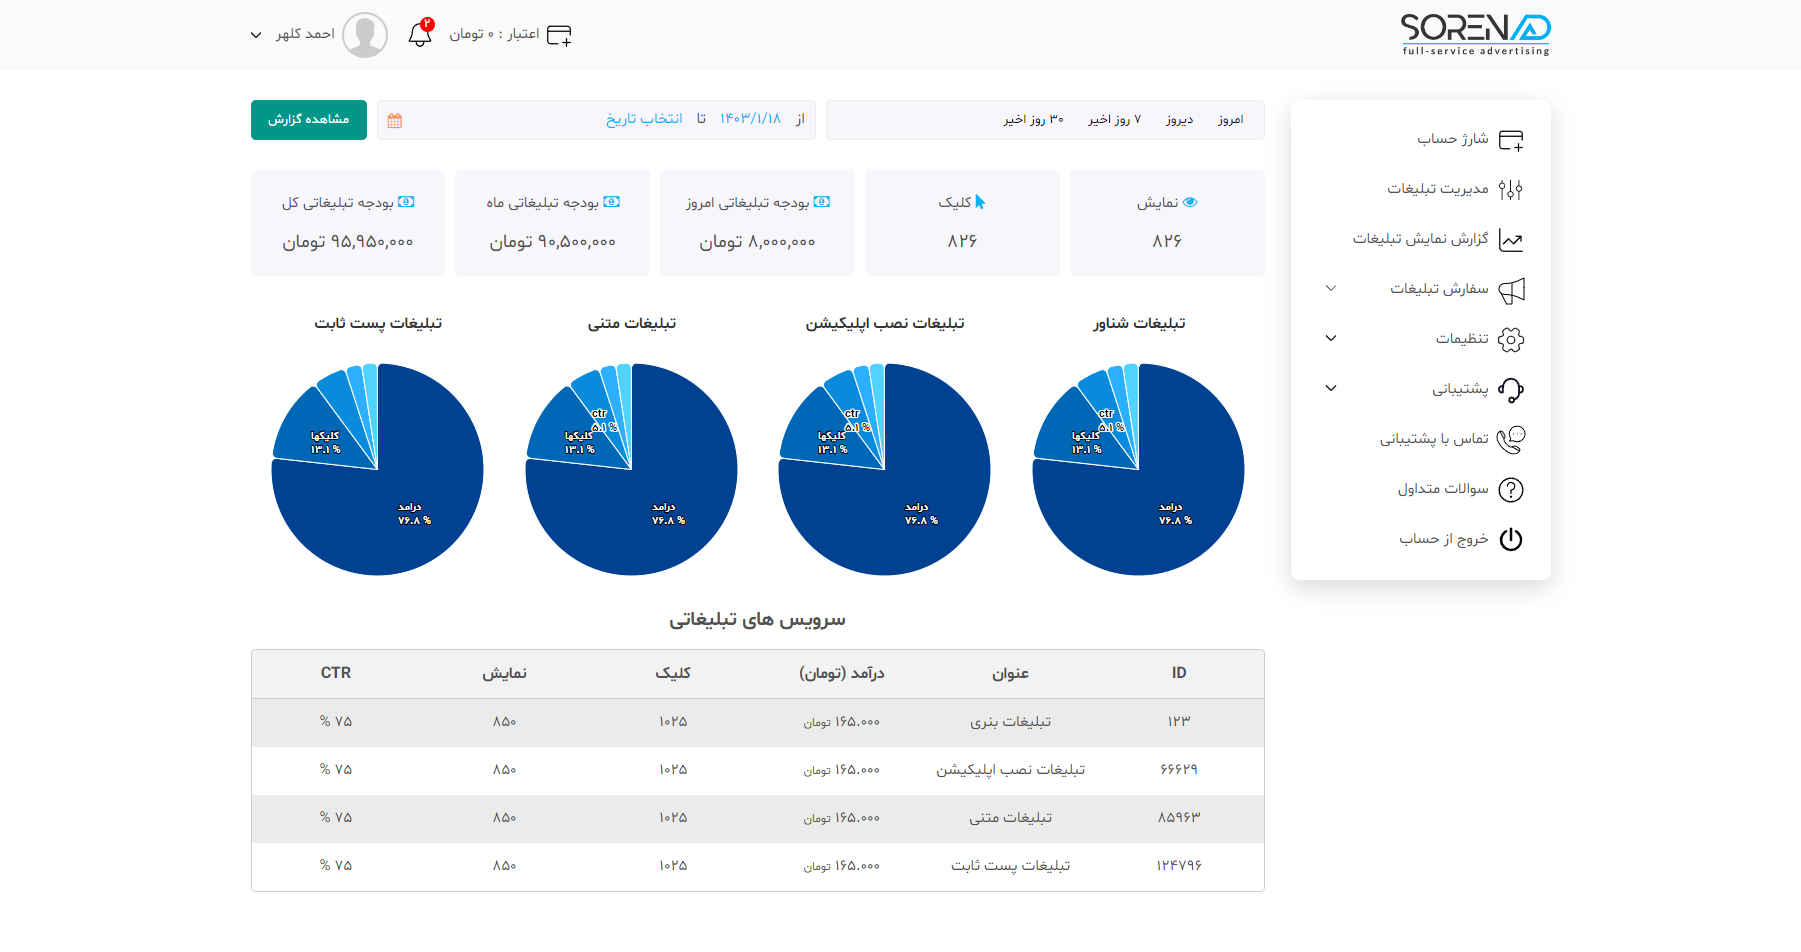 SORENAD
full-service advertising
اعتبار : ۰ تومان
۲
احمد کلهر
شارژ حساب
مدیریت تبلیغات
گزارش نمایش تبلیغات
سفارش تبلیغات
تنظیمات
پشتیبانی
تماس با پشتیبانی
سوالات متداول
خروج از حساب
امروز دیروز ۷ روز اخیر ۳۰ روز اخیر
از ۱۴۰۳/۱/۱۸ تا انتخاب تاریخ
مشاهده گزارش
نمایش
۸۲۶
کلیک
۸۲۶
بودجه تبلیغاتی امروز
۸,۰۰۰,۰۰۰ تومان
بودجه تبلیغاتی ماه
۹۰,۵۰۰,۰۰۰ تومان
بودجه تبلیغاتی کل
۹۵,۹۵۰,۰۰۰ تومان
تبلیغات شناور
ctr
۵.۱ %
کلیکها
۱۳.۱ %
درامد
۷۶.۸ %
تبلیغات نصب اپلیکیشن
ctr
۵.۱ %
کلیکها
۱۳.۱ %
درامد
۷۶.۸ %
تبلیغات متنی
ctr
۵.۱ %
کلیکها
۱۳.۱ %
درامد
۷۶.۸ %
تبلیغات پست ثابت
کلیکها
۱۳.۱ %
درامد
۷۶.۸ %
سرویس های تبلیغاتی
ID عنوان درآمد (تومان) کلیک نمایش CTR
۱۲۳ تبلیغات بنری ۱۶۵.۰۰۰ تومان ۱۰۲۵ ۸۵۰ ۷۵ %
۶۶۶۲۹ تبلیغات نصب اپلیکیشن ۱۶۵.۰۰۰ تومان ۱۰۲۵ ۸۵۰ ۷۵ %
۸۵۹۶۳ تبلیغات متنی ۱۶۵.۰۰۰ تومان ۱۰۲۵ ۸۵۰ ۷۵ %
۱۲۴۷۹۶ تبلیغات پست ثابت ۱۶۵.۰۰۰ تومان ۱۰۲۵ ۸۵۰ ۷۵ %